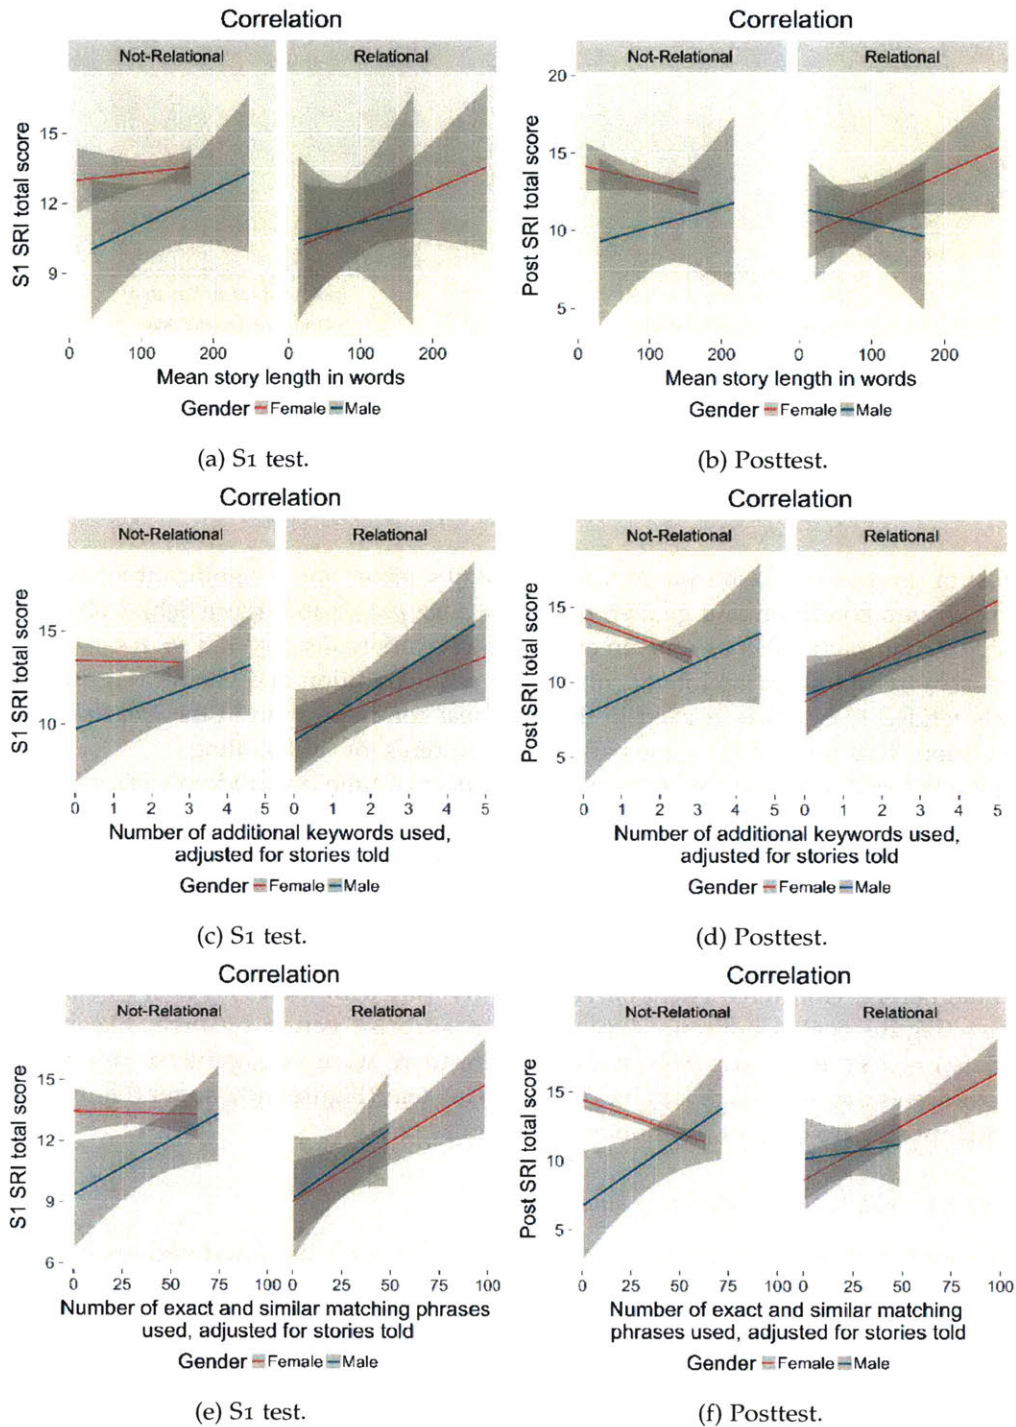 Correlation
Not-Relational Relational
S1 SRI total score
15
12
9
0 100 200 0 100 200
Mean story length in words
Gender Female Male
(a) S1 test.
Correlation
Not-Relational Relational
Post SRI total score
20
15
10
5
0 100 200 0 100 200
Mean story length in words
Gender Female Male
(b) Posttest.
Correlation
Not-Relational Relational
S1 SRI total score
15
10
0 1 2 3 4 5 0 1 2 3 4 5
Number of additional keywords used,
adjusted for stories told
Gender Female Male
(c) S1 test.
Correlation
Not-Relational Relational
Post SRI total score
15
10
5
0 1 2 3 4 5 0 1 2 3 4 5
Number of additional keywords used,
adjusted for stories told
Gender Female Male
(d) Posttest.
Correlation
Not-Relational Relational
S1 SRI total score
15
12
9
6
0 25 50 75 100 0 25 50 75 100
Number of exact and similar matching phrases
used, adjusted for stories told
Gender Female Male
(e) S1 test.
Correlation
Not-Relational Relational
Post SRI total score
15
10
5
0 25 50 75 100 0 25 50 75 100
Number of exact and similar matching
phrases used, adjusted for stories told
Gender Female Male
(f) Posttest.